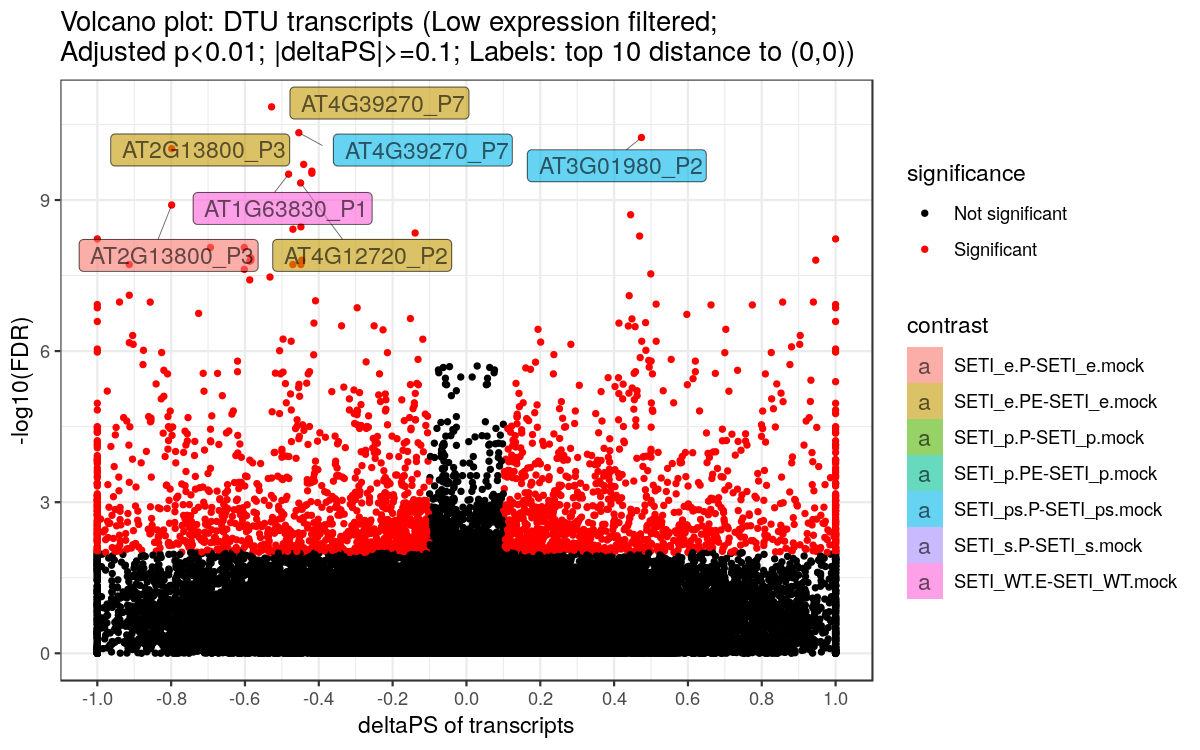 Volcano plot: DTU transcripts (Low expression filtered;
Adjusted p<0.01; |deltaPS|>=0.1; Labels: top 10 distance to (0,0))
AT4G39270_P7
AT2G13800_P3
AT4G39270_P7
AT3G01980_P2
AT1G63830_P1
AT2G13800_P3
AT4G12720_P2
9
6
3
0
-log10(FDR)
-1.0 -0.8 -0.6 -0.4 -0.2 0.0 0.2 0.4 0.6 0.8 1.0
deltaPS of transcripts
significance
Not significant
Significant
contrast
a SETI_e.P-SETI_e.mock
a SETI_e.PE-SETI_e.mock
a SETI_p.P-SETI_p.mock
a SETI_p.PE-SETI_p.mock
a SETI_ps.P-SETI_ps.mock
a SETI_s.P-SETI_s.mock
a SETI_WT.E-SETI_WT.mock